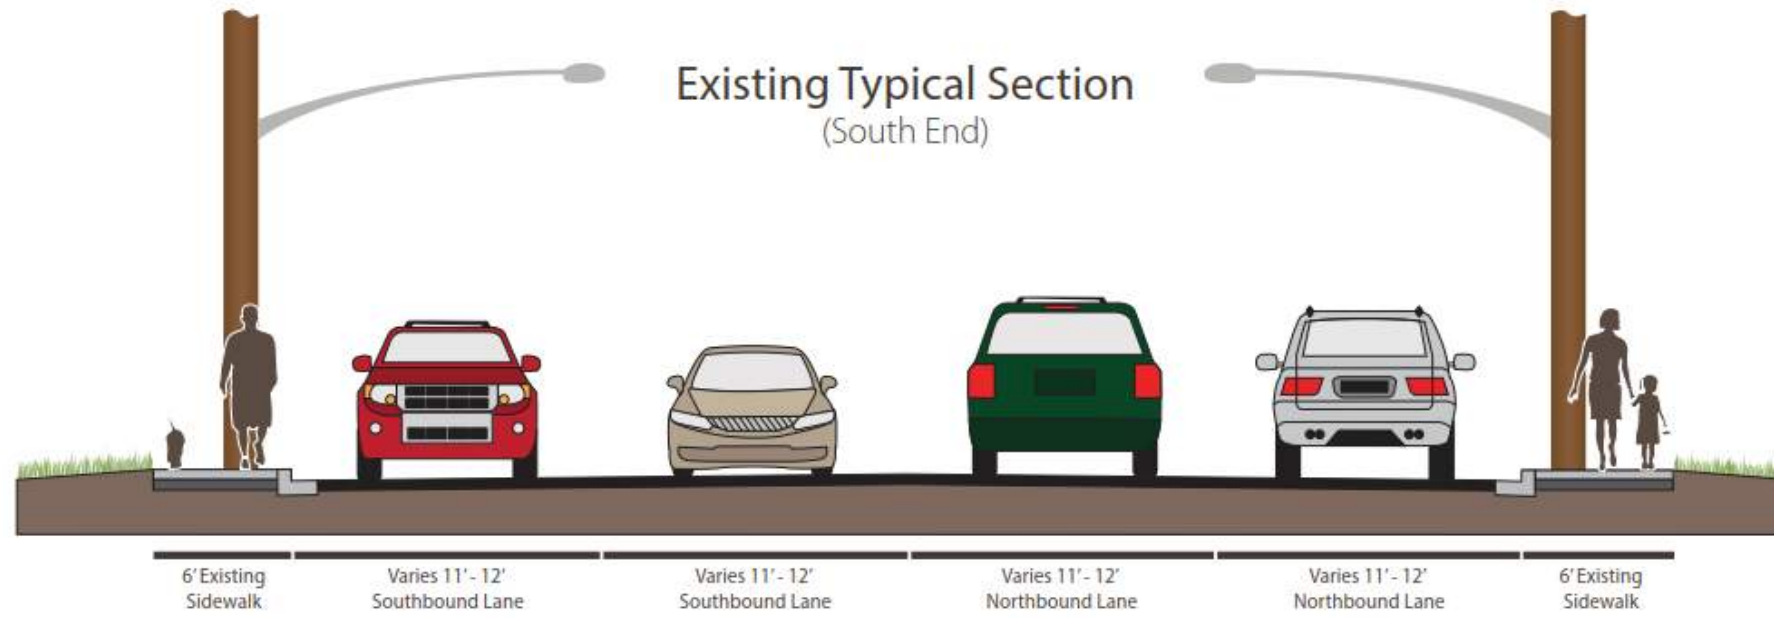 Existing Typical Section
(South End)
6' Existing
Sidewalk
Varies 11' - 12'
Southbound Lane
Varies 11' - 12'
Southbound Lane
Varies 11' - 12'
Northbound Lane
Varies 11' - 12'
Northbound Lane
6' Existing
Sidewalk